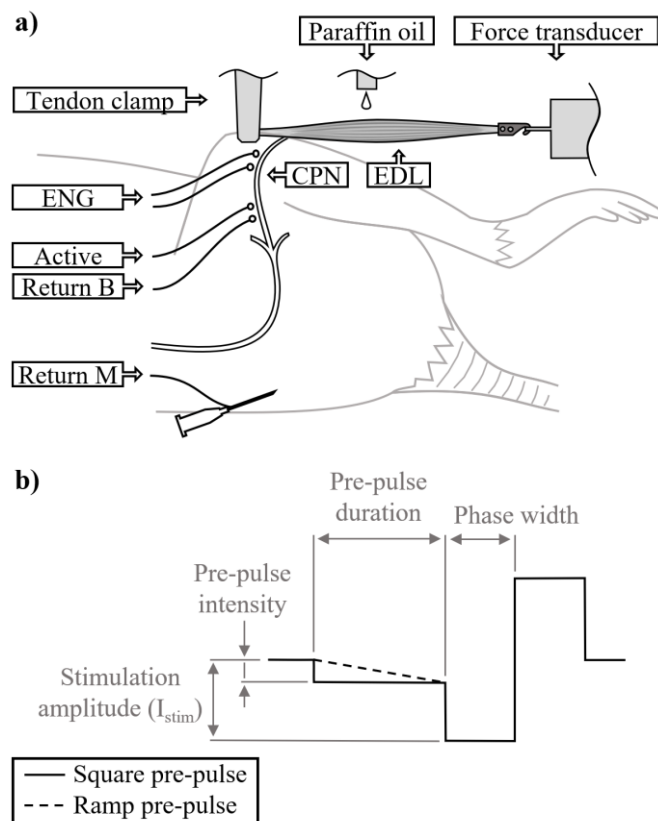 a)
Paraffin oil
Force transducer
Tendon clamp
CPN
EDL
ENG
Active
Return B
Return M
b)
Pre-pulse
duration
Phase width
Pre-pulse
intensity
Stimulation
amplitude (Istim)
Square pre-pulse
Ramp pre-pulse